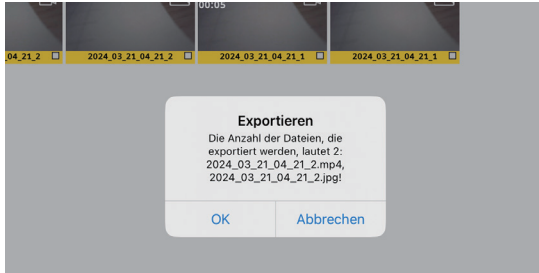 00:05
04_21_2
2024_03_21_04_21_2
2024_03_21_04_21_1
2024_03_21_04_21_1
Exportieren
Die Anzahl der Dateien, die
exportiert werden, lautet 2:
2024_03_21_04_21_2.mp4,
2024_03_21_04_21_2.jpg!
OK
Abbrechen